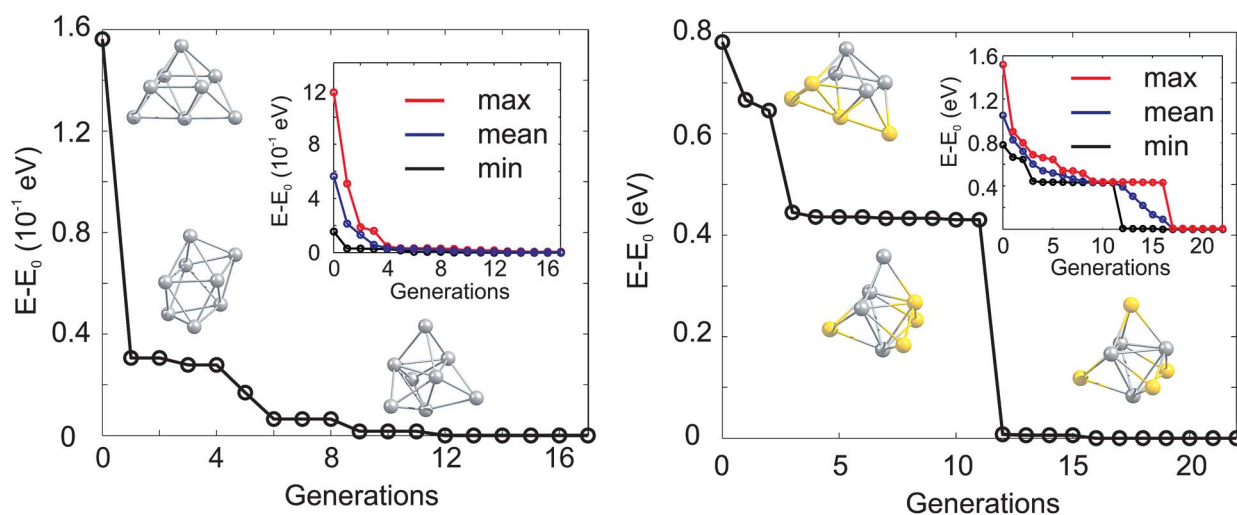 1.6
1.2
0.8
0.4
0
E-E₀ (10⁻¹ eV)
0 4 8 12 16
Generations
12
8
4
0
E-E₀ (10⁻¹ eV)
0 4 8 12 16
Generations
max
mean
min
0.8
0.6
0.4
0.2
0
E-E₀ (eV)
0 5 10 15 20
Generations
1.6
1.2
0.8
0.4
E-E₀ (eV)
0 5 10 15 20
Generations
max
mean
min